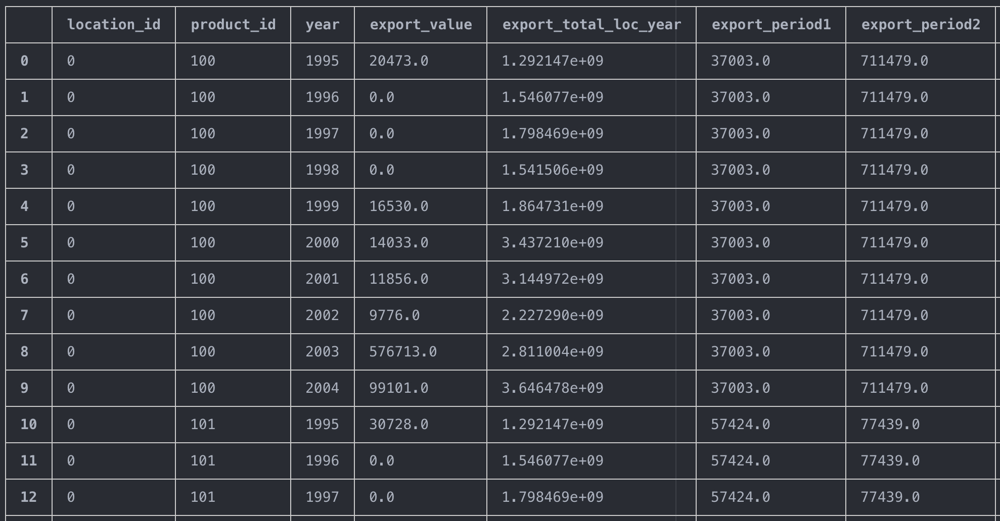 location_id product_id year export_value export_total_loc_year export_period1 export_period2
0 0 100 1995 20473.0 1.292147e+09 37003.0 711479.0
1 0 100 1996 0.0 1.546077e+09 37003.0 711479.0
2 0 100 1997 0.0 1.798469e+09 37003.0 711479.0
3 0 100 1998 0.0 1.541506e+09 37003.0 711479.0
4 0 100 1999 16530.0 1.864731e+09 37003.0 711479.0
5 0 100 2000 14033.0 3.437210e+09 37003.0 711479.0
6 0 100 2001 11856.0 3.144972e+09 37003.0 711479.0
7 0 100 2002 9776.0 2.227290e+09 37003.0 711479.0
8 0 100 2003 576713.0 2.811004e+09 37003.0 711479.0
9 0 100 2004 99101.0 3.646478e+09 37003.0 711479.0
10 0 101 1995 30728.0 1.292147e+09 57424.0 77439.0
11 0 101 1996 0.0 1.546077e+09 57424.0 77439.0
12 0 101 1997 0.0 1.798469e+09 57424.0 77439.0